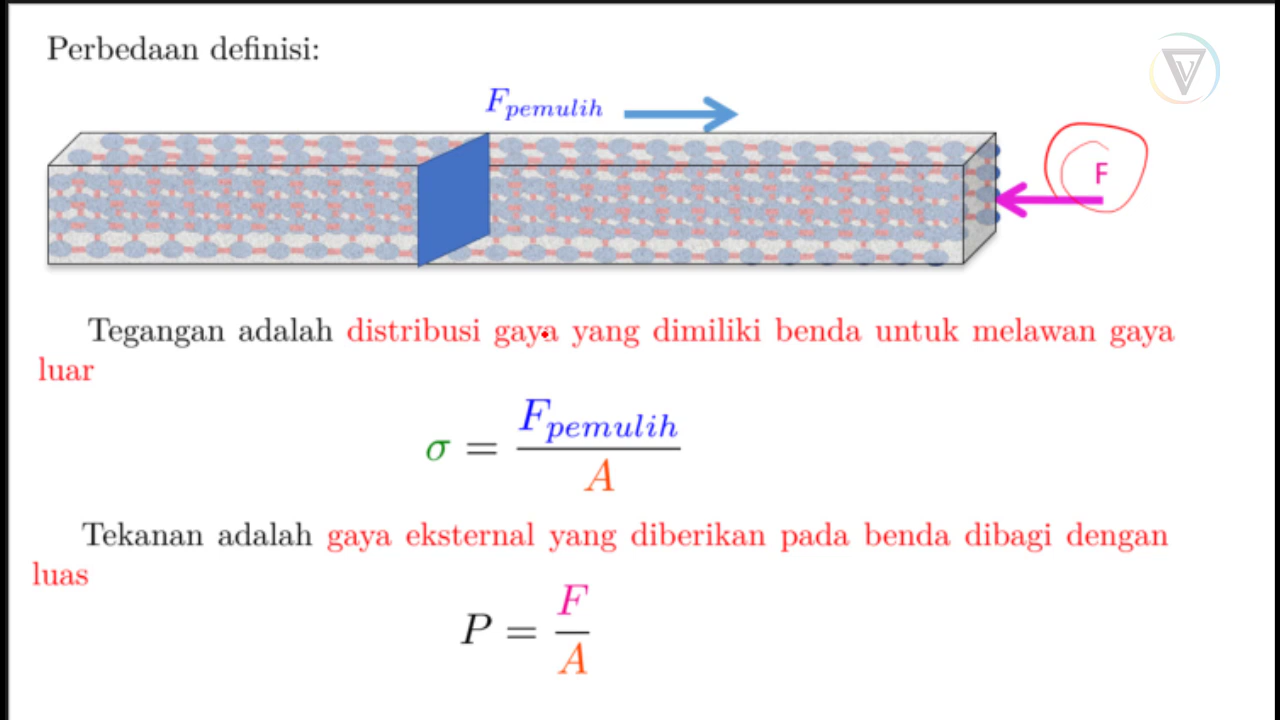 Perbedaan definisi:
F_pemulih
F
Tegangan adalah distribusi gaya yang dimiliki benda untuk melawan gaya
luar
σ = F_pemulih / A
Tekanan adalah gaya eksternal yang diberikan pada benda dibagi dengan
luas
P = F / A